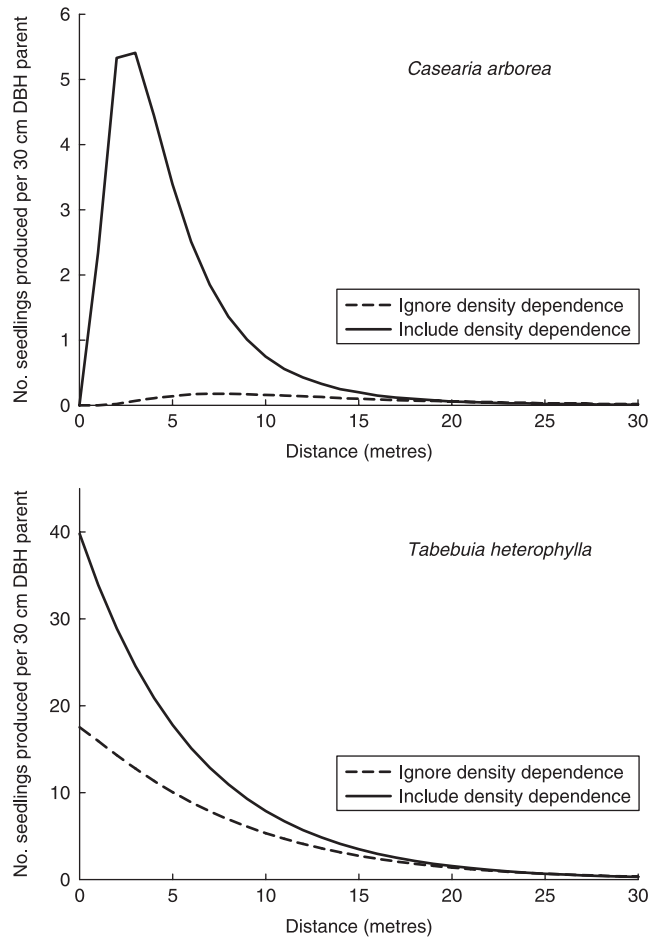 No. seedlings produced per 30 cm DBH parent
6
5
4
3
2
1
0
Casearia arborea
Ignore density dependence
Include density dependence
0 5 10 15 20 25 30
Distance (metres)
No. seedlings produced per 30 cm DBH parent
40
30
20
10
0
Tabebuia heterophylla
Ignore density dependence
Include density dependence
0 5 10 15 20 25 30
Distance (metres)